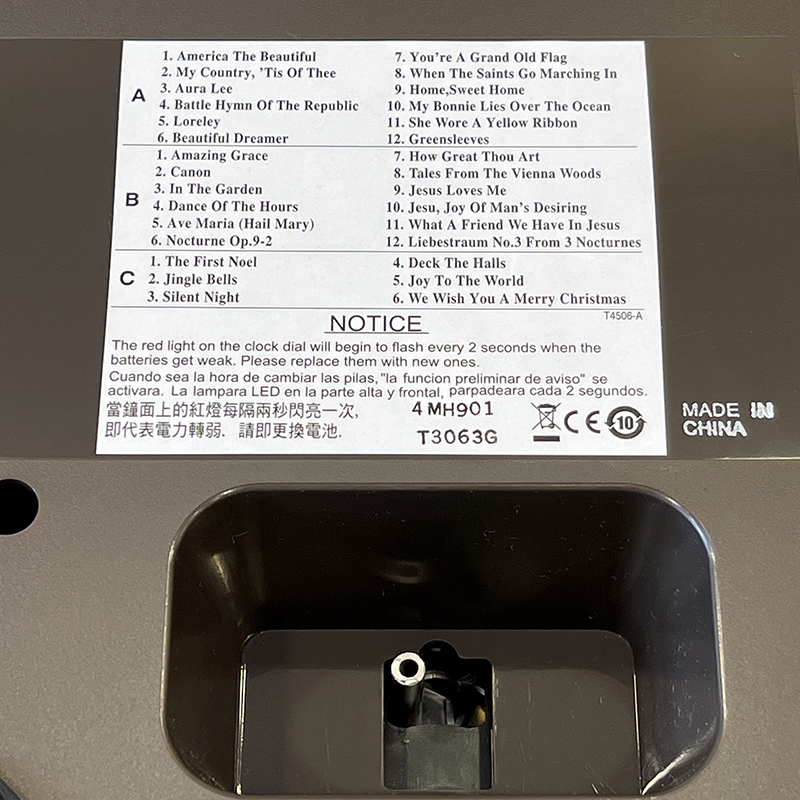 A
1. America The Beautiful
2. My Country, 'Tis Of Thee
3. Aura Lee
4. Battle Hymn Of The Republic
5. Loreley
6. Beautiful Dreamer
7. You're A Grand Old Flag
8. When The Saints Go Marching In
9. Home,Sweet Home
10. My Bonnie Lies Over The Ocean
11. She Wore A Yellow Ribbon
12. Greensleeves
B
1. Amazing Grace
2. Canon
3. In The Garden
4. Dance Of The Hours
5. Ave Maria (Hail Mary)
6. Nocturne Op.9-2
7. How Great Thou Art
8. Tales From The Vienna Woods
9. Jesus Loves Me
10. Jesu, Joy Of Man's Desiring
11. What A Friend We Have In Jesus
12. Liebestraum No.3 From 3 Nocturnes
C
1. The First Noel
2. Jingle Bells
3. Silent Night
4. Deck The Halls
5. Joy To The World
6. We Wish You A Merry Christmas
T4506-A
NOTICE
The red light on the clock dial will begin to flash every 2 seconds when the
batteries get weak. Please replace them with new ones.
Cuando sea la hora de cambiar las pilas,"la funcion preliminar de aviso" se
activara. La lampara LED en la parte alta y frontal, parpadeara cada 2 segundos.
當鐘面上的紅燈每隔兩秒閃亮一次,
即代表電力轉弱. 請即更換電池.
4 MH901
T3063G
CE
10
MADE IN
CHINA